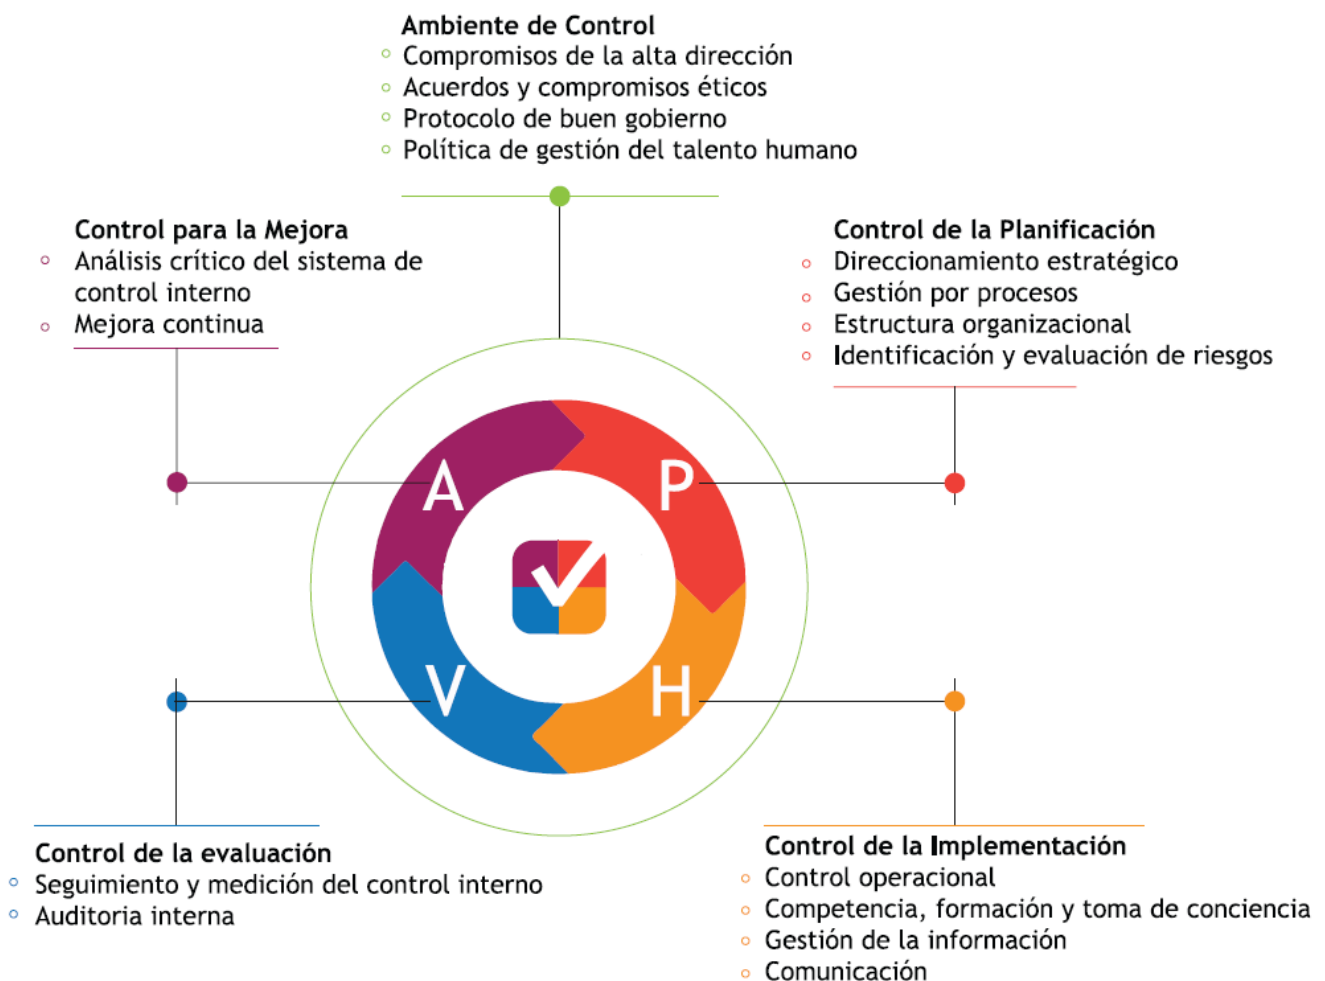 Ambiente de Control
Compromisos de la alta dirección
Acuerdos y compromisos éticos
Protocolo de buen gobierno
Política de gestión del talento humano
Control para la Mejora
Análisis crítico del sistema de
control interno
Mejora continua
Control de la Planificación
Direccionamiento estratégico
Gestión por procesos
Estructura organizacional
Identificación y evaluación de riesgos
A
P
V
H
Control de la evaluación
Seguimiento y medición del control interno
Auditoria interna
Control de la Implementación
Control operacional
Competencia, formación y toma de conciencia
Gestión de la información
Comunicación